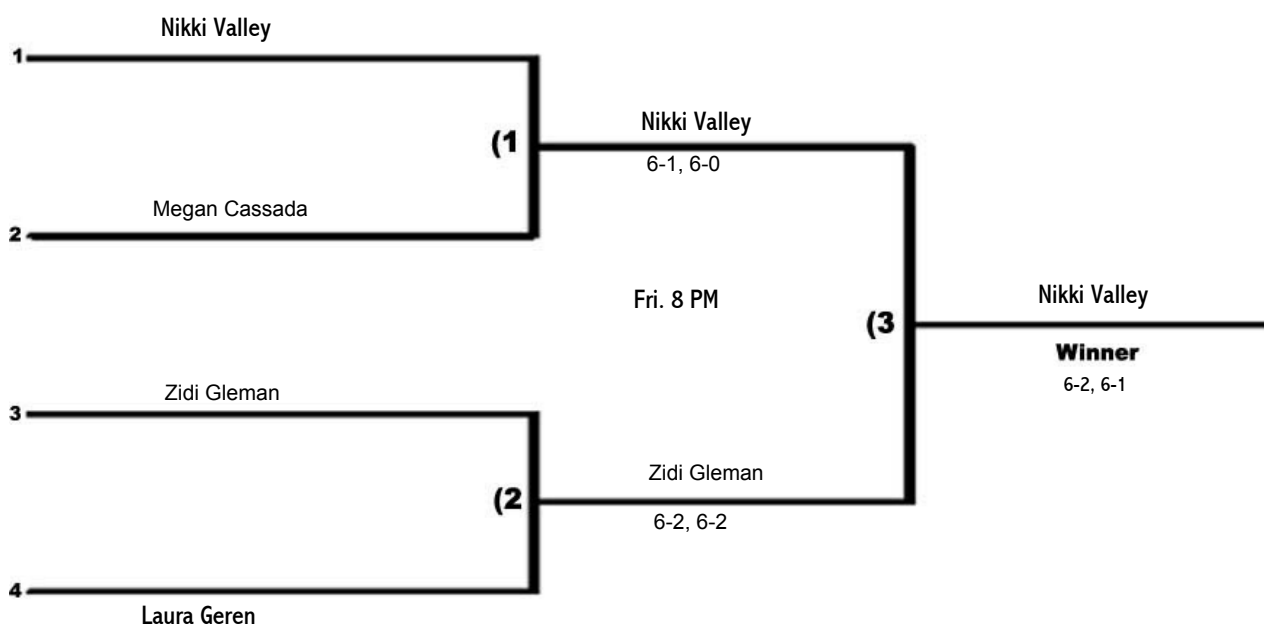 Nikki Valley
1
(1
Nikki Valley
6-1, 6-0
Megan Cassada
2
Fri. 8 PM
(3
Nikki Valley
Winner
6-2, 6-1
Zidi Gleman
3
(2
Zidi Gleman
6-2, 6-2
4
Laura Geren